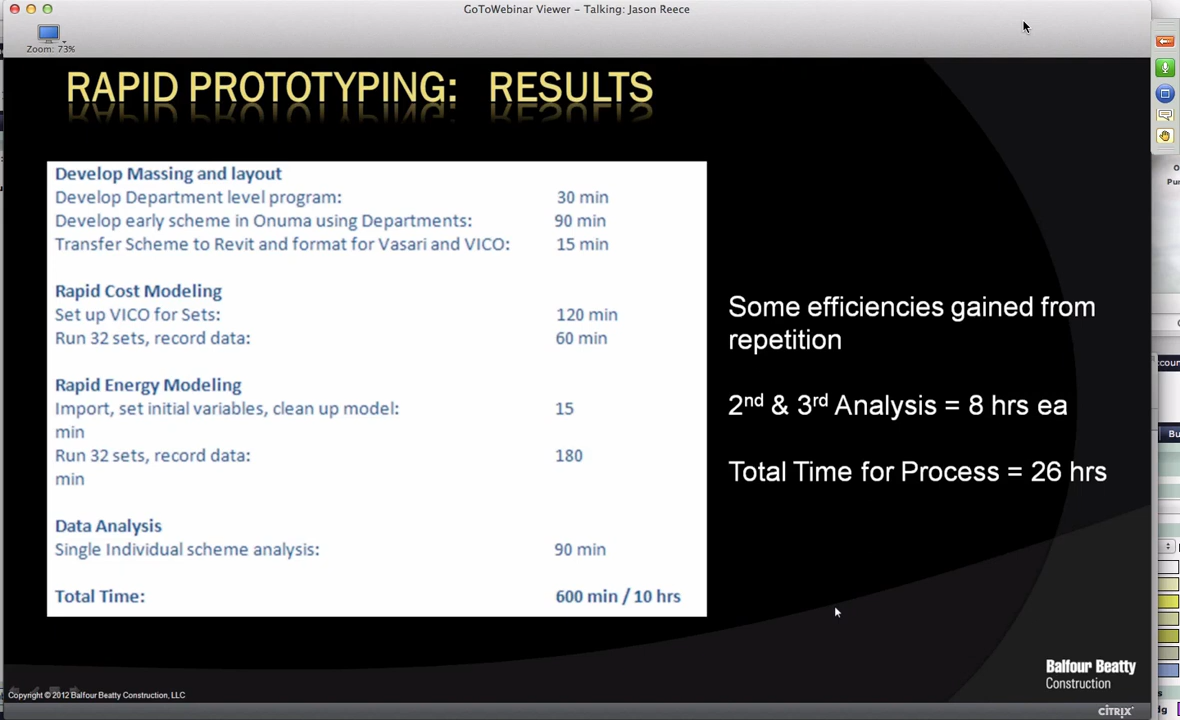 GoToWebinar Viewer - Talking: Jason Reece
Zoom: 73%
RAPID PROTOTYPING: RESULTS
Develop Massing and layout
Develop Department level program: 30 min
Develop early scheme in Onuma using Departments: 90 min
Transfer Scheme to Revit and format for Vasari and VICO: 15 min
Rapid Cost Modeling
Set up VICO for Sets: 120 min
Run 32 sets, record data: 60 min
Rapid Energy Modeling
Import, set initial variables, clean up model: 15
min
Run 32 sets, record data: 180
min
Data Analysis
Single Individual scheme analysis: 90 min
Total Time: 600 min / 10 hrs
Some efficiencies gained from
repetition
2nd & 3rd Analysis = 8 hrs ea
Total Time for Process = 26 hrs
Balfour Beatty
Construction
Copyright © 2012 Balfour Beatty Construction, LLC
CITRIX